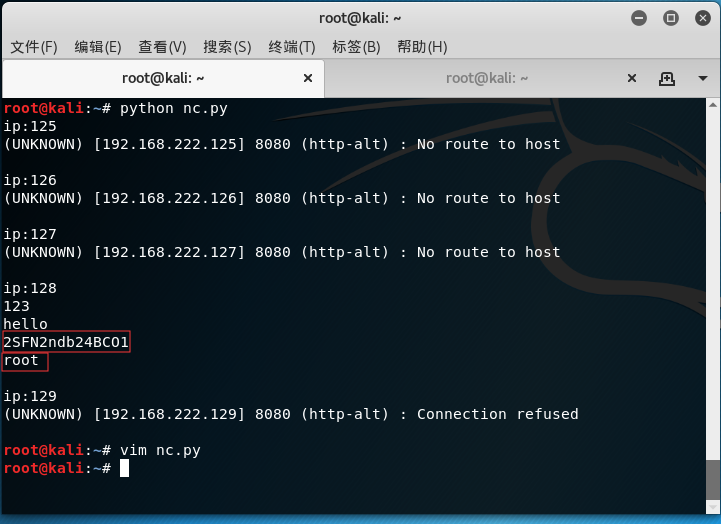 root@kali: ~
文件(F) 编辑(E) 查看(V) 搜索(S) 终端(T) 标签(B) 帮助(H)
root@kali: ~ root@kali: ~
root@kali:~# python nc.py
ip:125
(UNKNOWN) [192.168.222.125] 8080 (http-alt) : No route to host
ip:126
(UNKNOWN) [192.168.222.126] 8080 (http-alt) : No route to host
ip:127
(UNKNOWN) [192.168.222.127] 8080 (http-alt) : No route to host
ip:128
123
hello
2SFN2ndb24BCO1
root
ip:129
(UNKNOWN) [192.168.222.129] 8080 (http-alt) : Connection refused
root@kali:~# vim nc.py
root@kali:~#